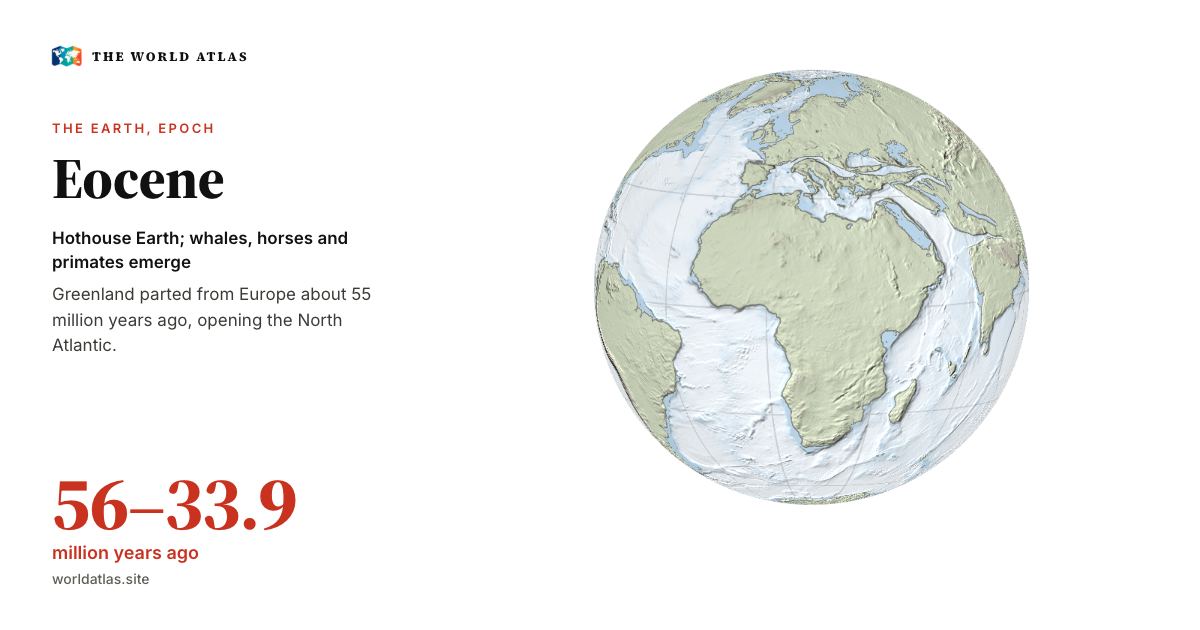 THE WORLD ATLAS
THE EARTH, EPOCH
Eocene
Hothouse Earth; whales, horses and
primates emerge
Greenland parted from Europe about 55
million years ago, opening the North
Atlantic.
56–33.9
million years ago
worldatlas.site